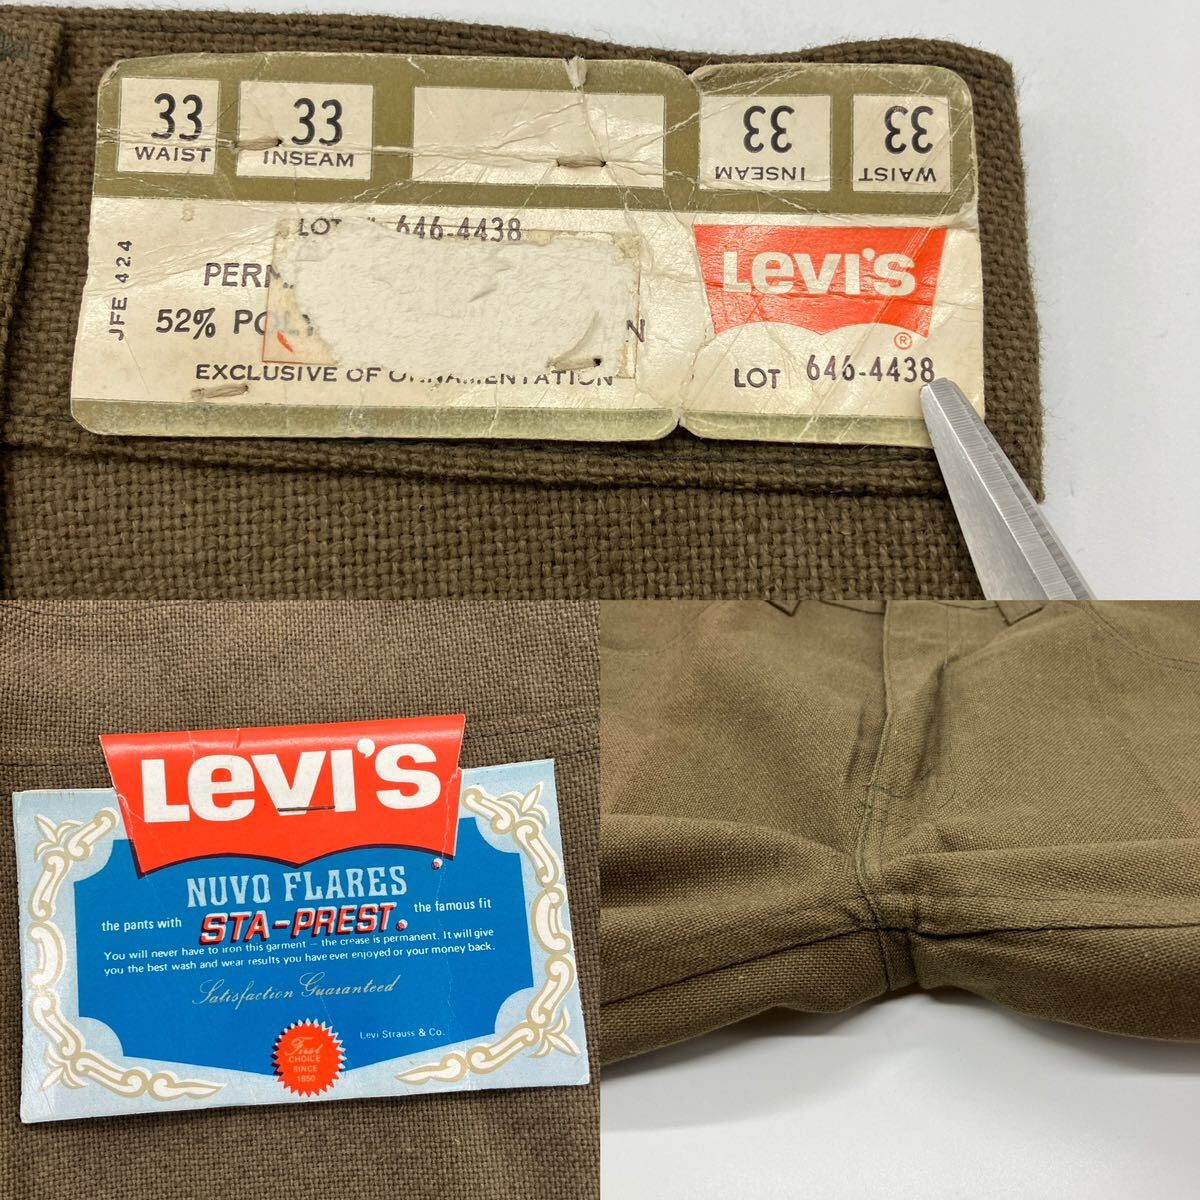 33 33
WAIST INSEAM
33 33
INSEAM WAIST
LOT 646-4438
JFE 424
52%
EXCLUSIVE OF ORNAMENTATION
Levi's
®
LOT 646-4438
Levi's
NUVO FLARES
the pants with STA-PREST® the famous fit
You will never have to iron this garment — the crease is permanent. It will give
you the best wash and wear results you have ever enjoyed or your money back.
Satisfaction Guaranteed
Levi Strauss & Co.
First
CHOICE
SINCE
1850